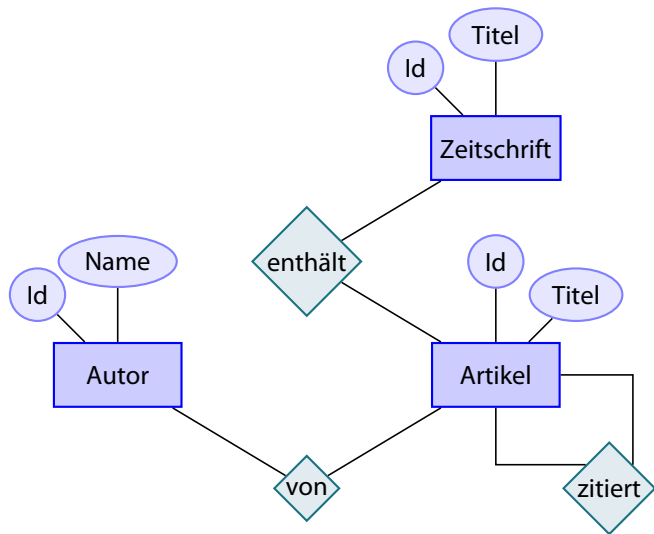 Titel
Id
Zeitschrift
enthält
Name
Id
Id
Titel
Autor
Artikel
von
zitiert